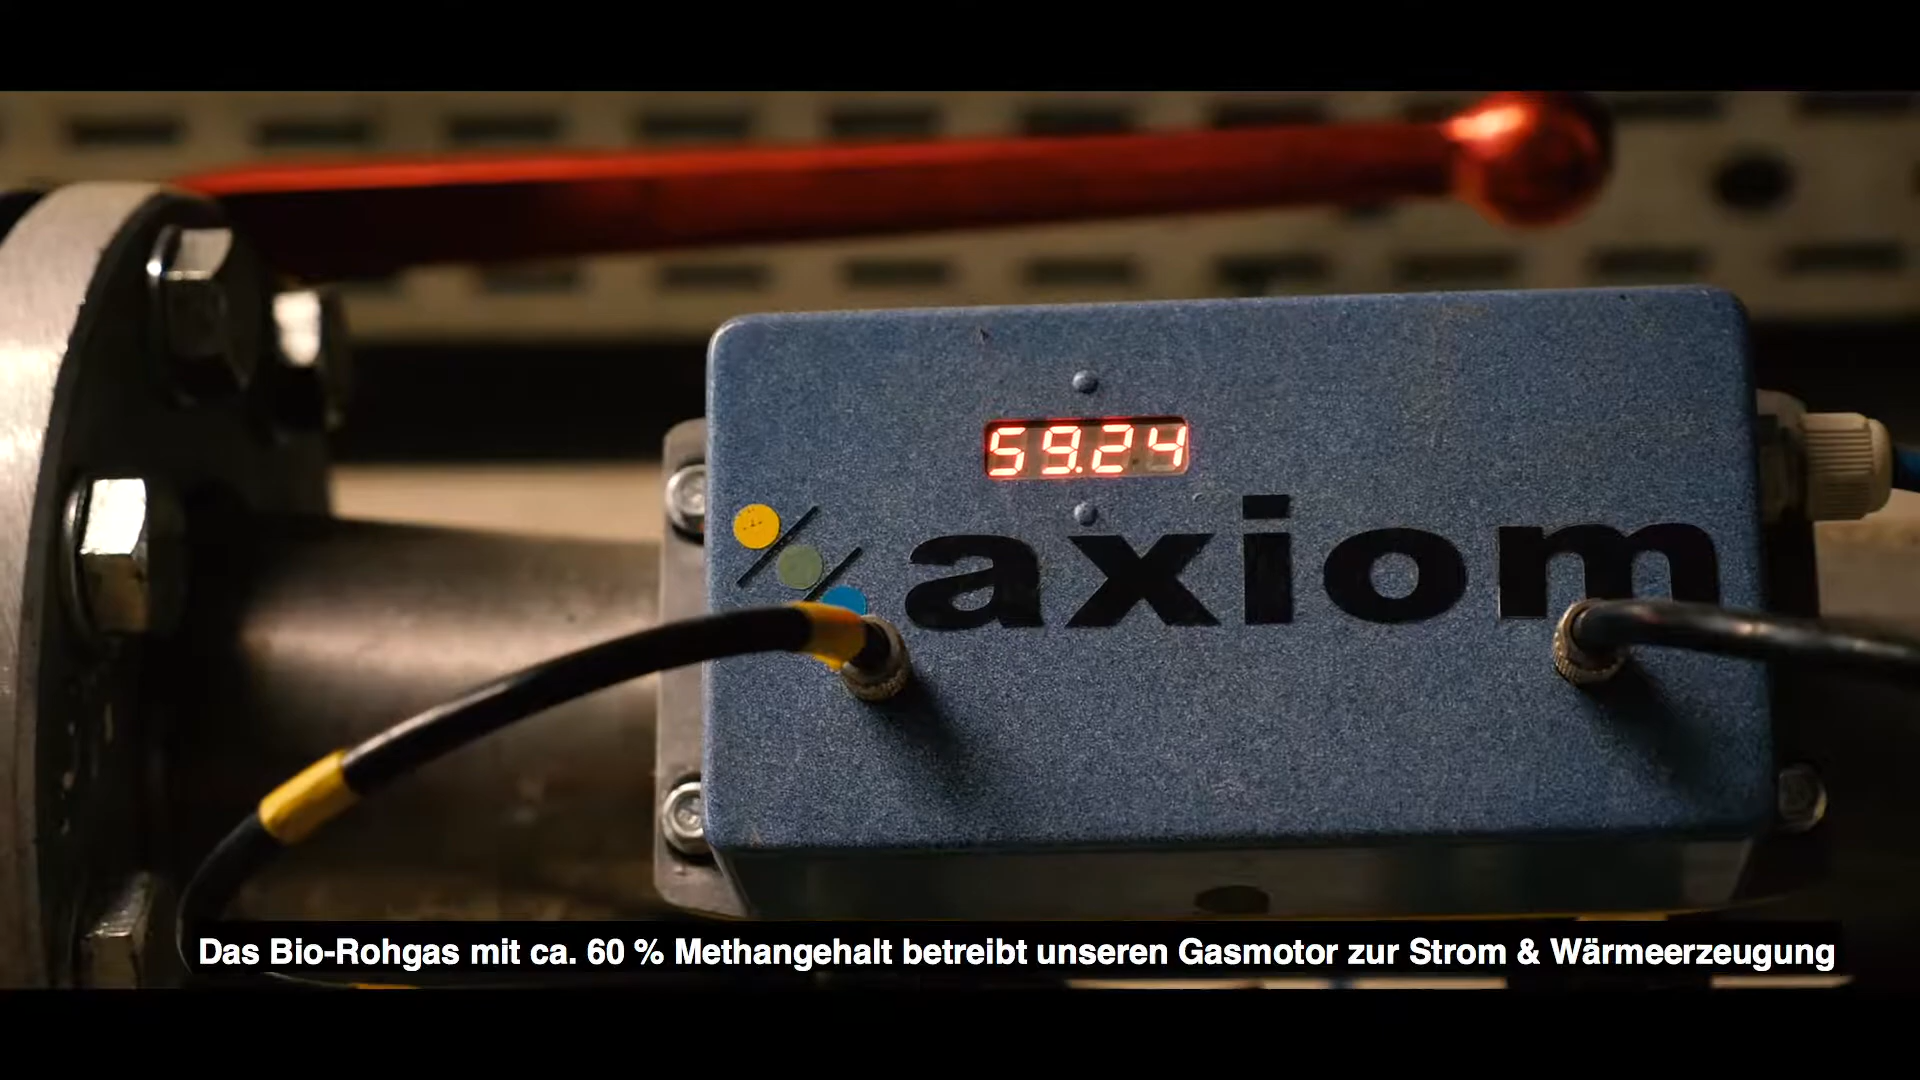 59.24
axiom
Das Bio-Rohgas mit ca. 60 % Methangehalt betreibt unseren Gasmotor zur Strom & Wärmeerzeugung